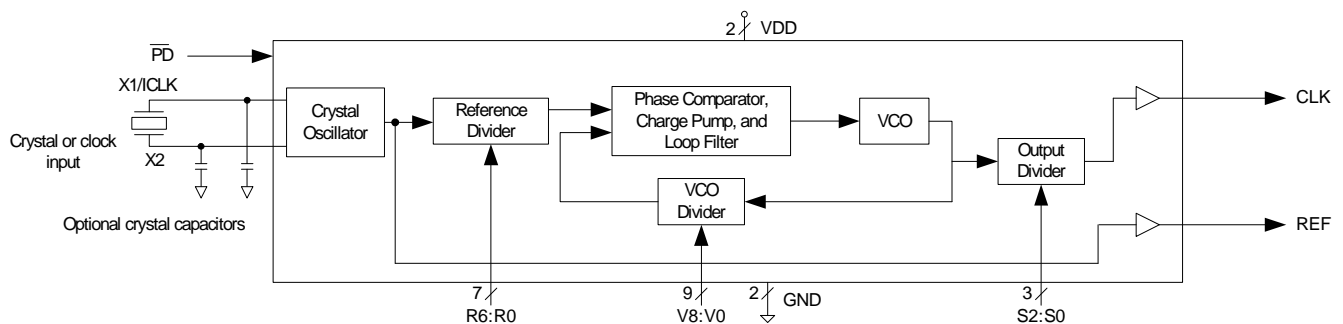 2
VDD
PD
X1/ICLK
Crystal or clock
input
X2
Optional crystal capacitors
Crystal
Oscillator
Reference
Divider
Phase Comparator,
Charge Pump, and
Loop Filter
VCO
VCO
Divider
Output
Divider
CLK
REF
7
R6:R0
9
V8:V0
2
GND
3
S2:S0